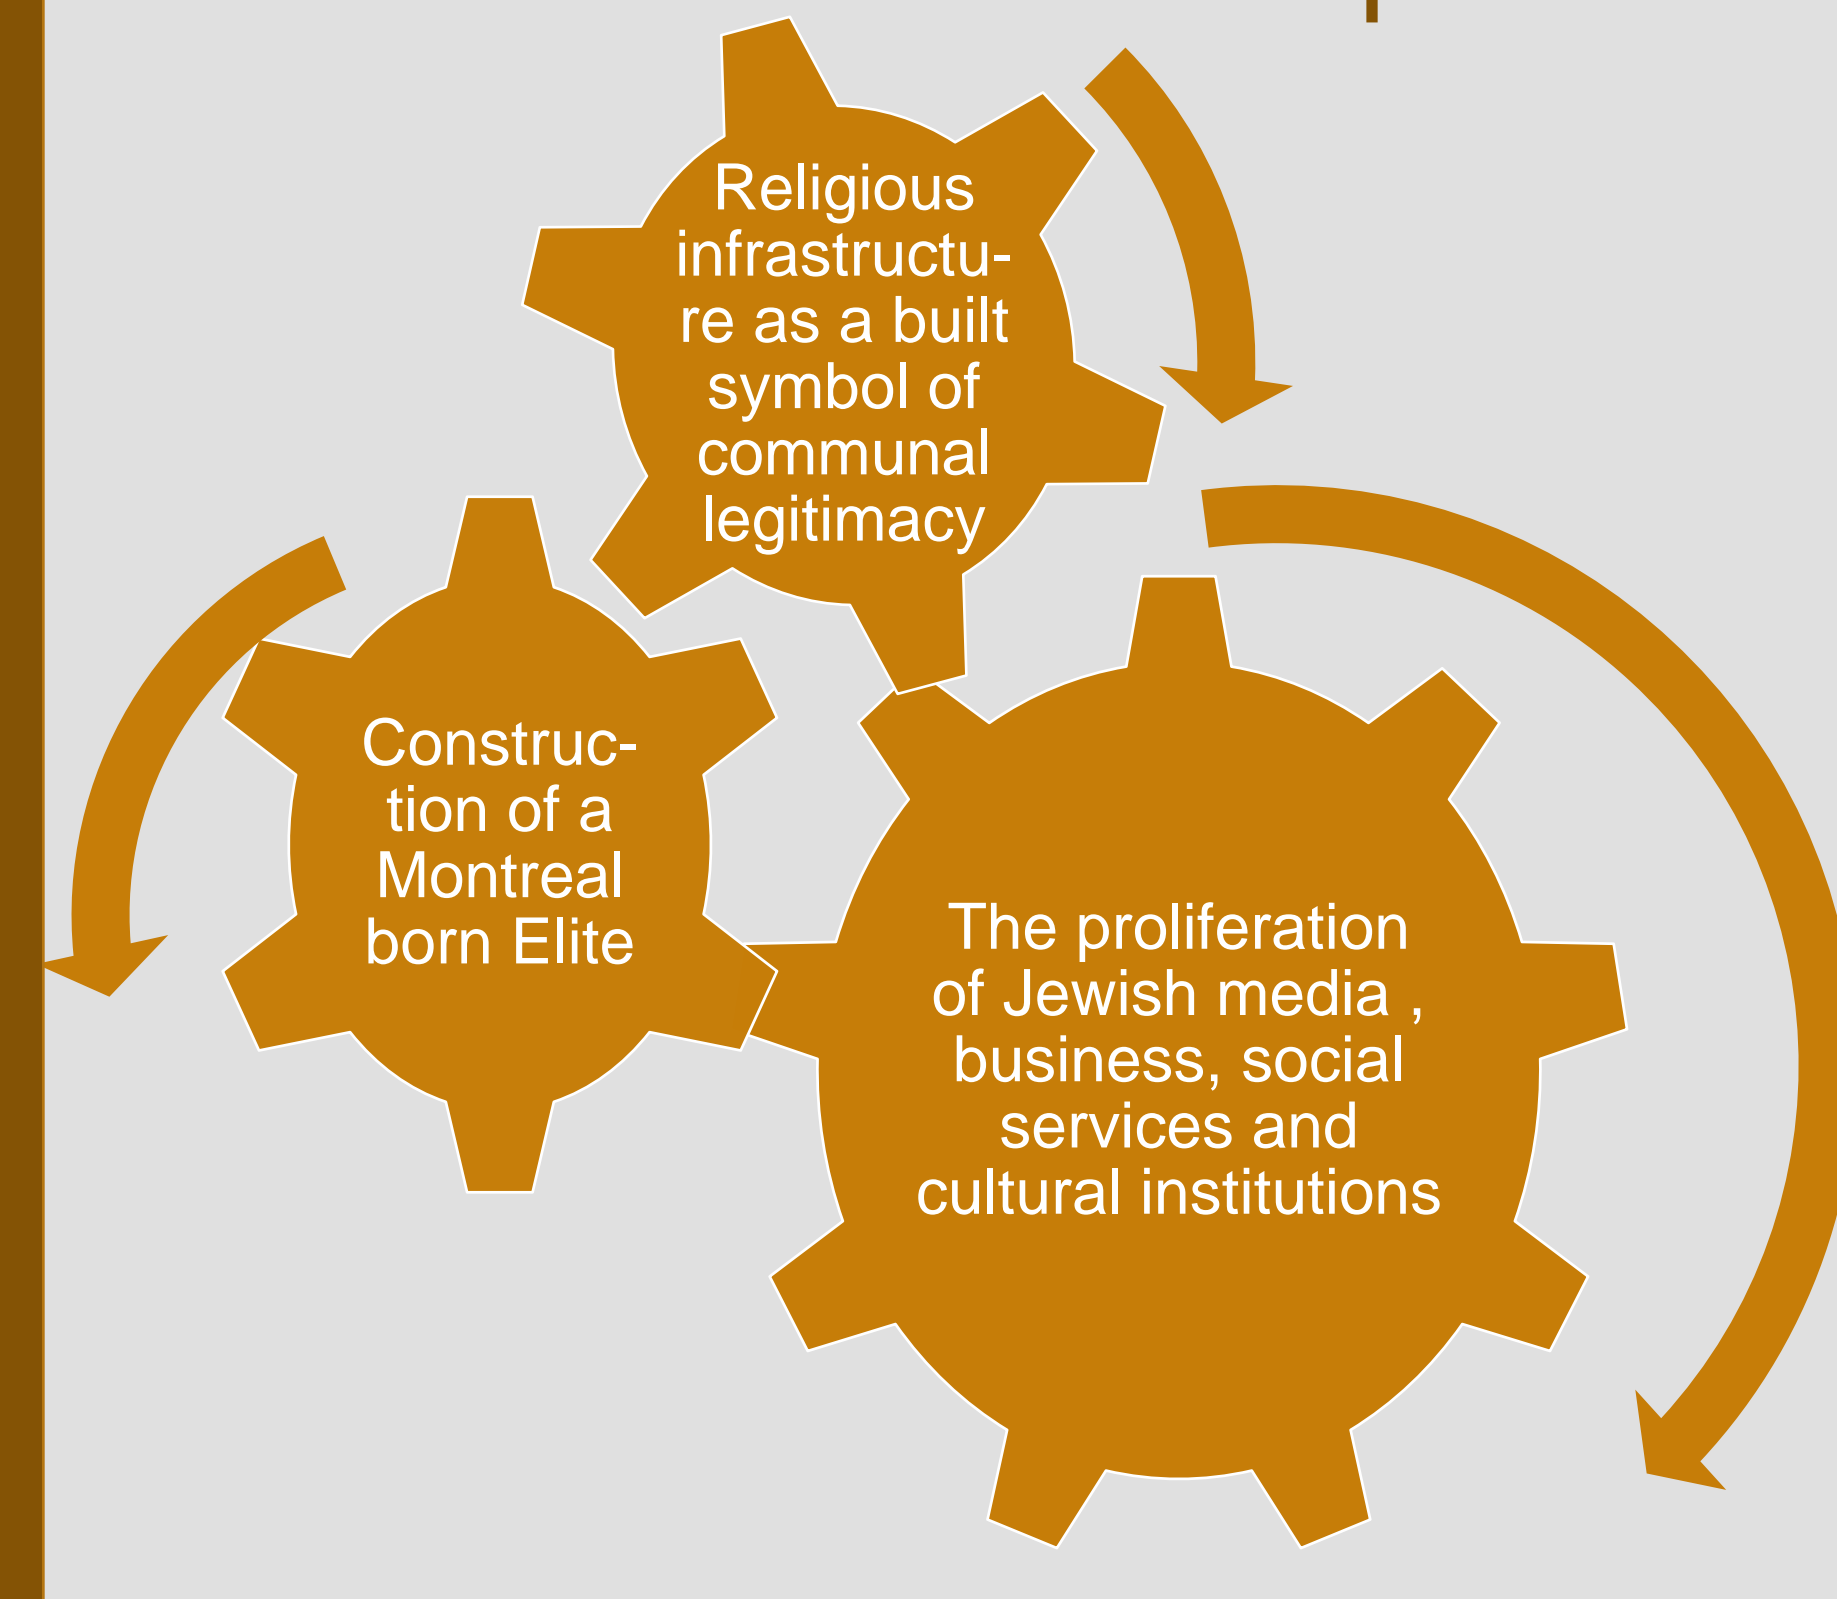 Religious
infrastructu-
re as a built
symbol of
communal
legitimacy
Construc-
tion of a
Montreal
born Elite
The proliferation
of Jewish media ,
business, social
services and
cultural institutions